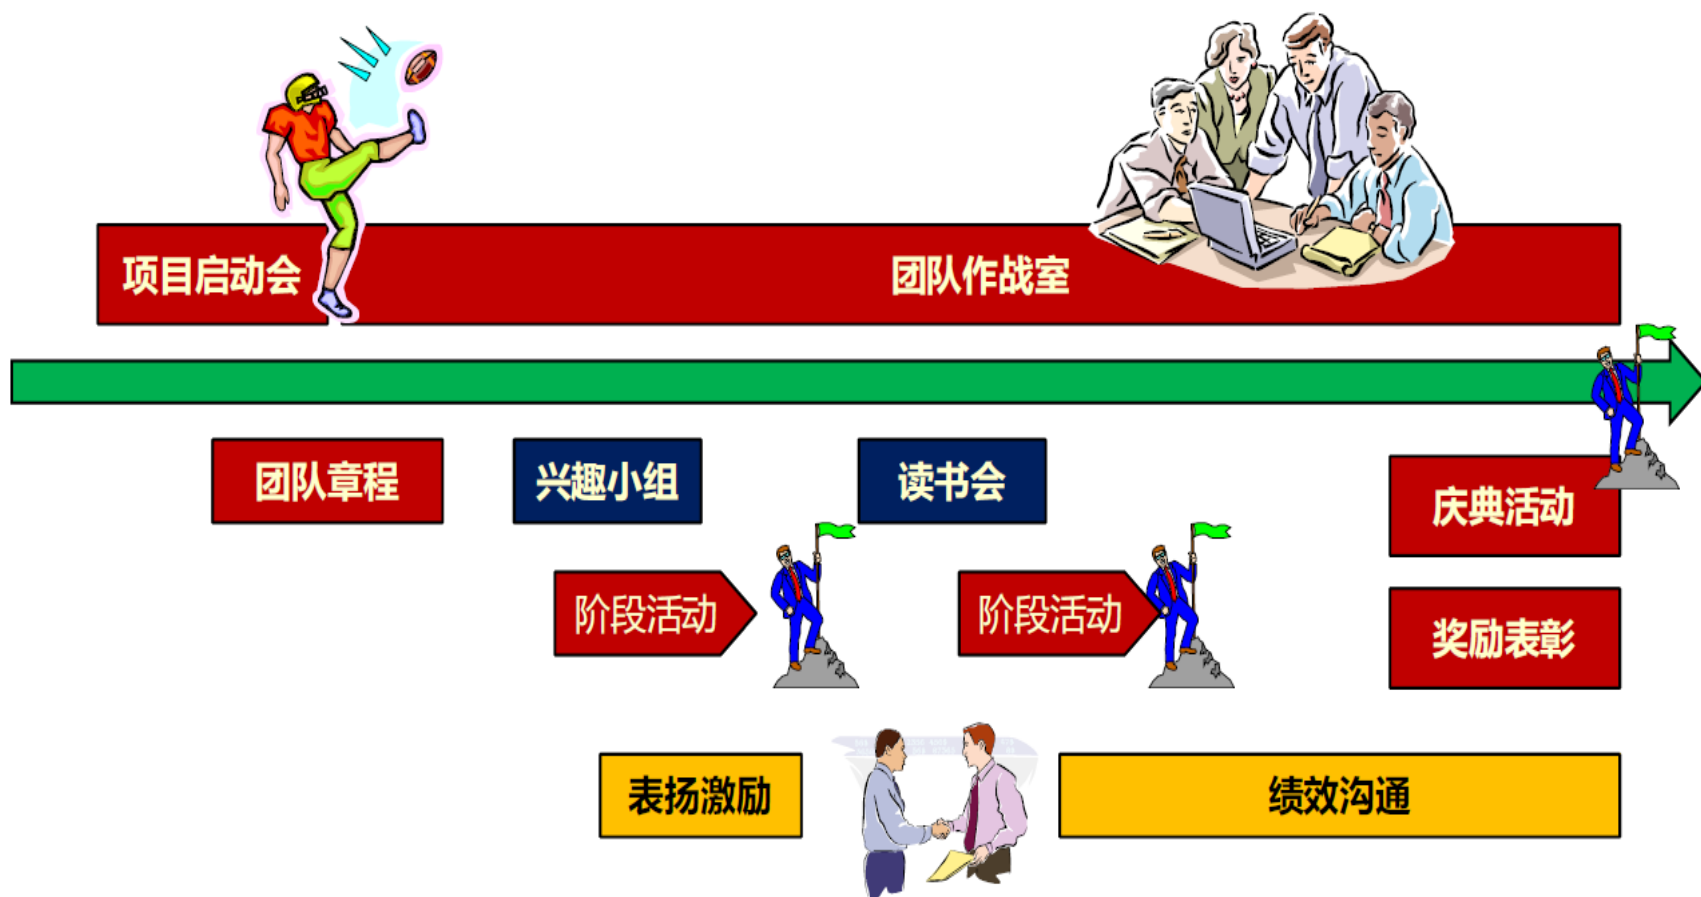 项目启动会
团队作战室
团队章程
兴趣小组
读书会
庆典活动
阶段活动
阶段活动
奖励表彰
表扬激励
绩效沟通